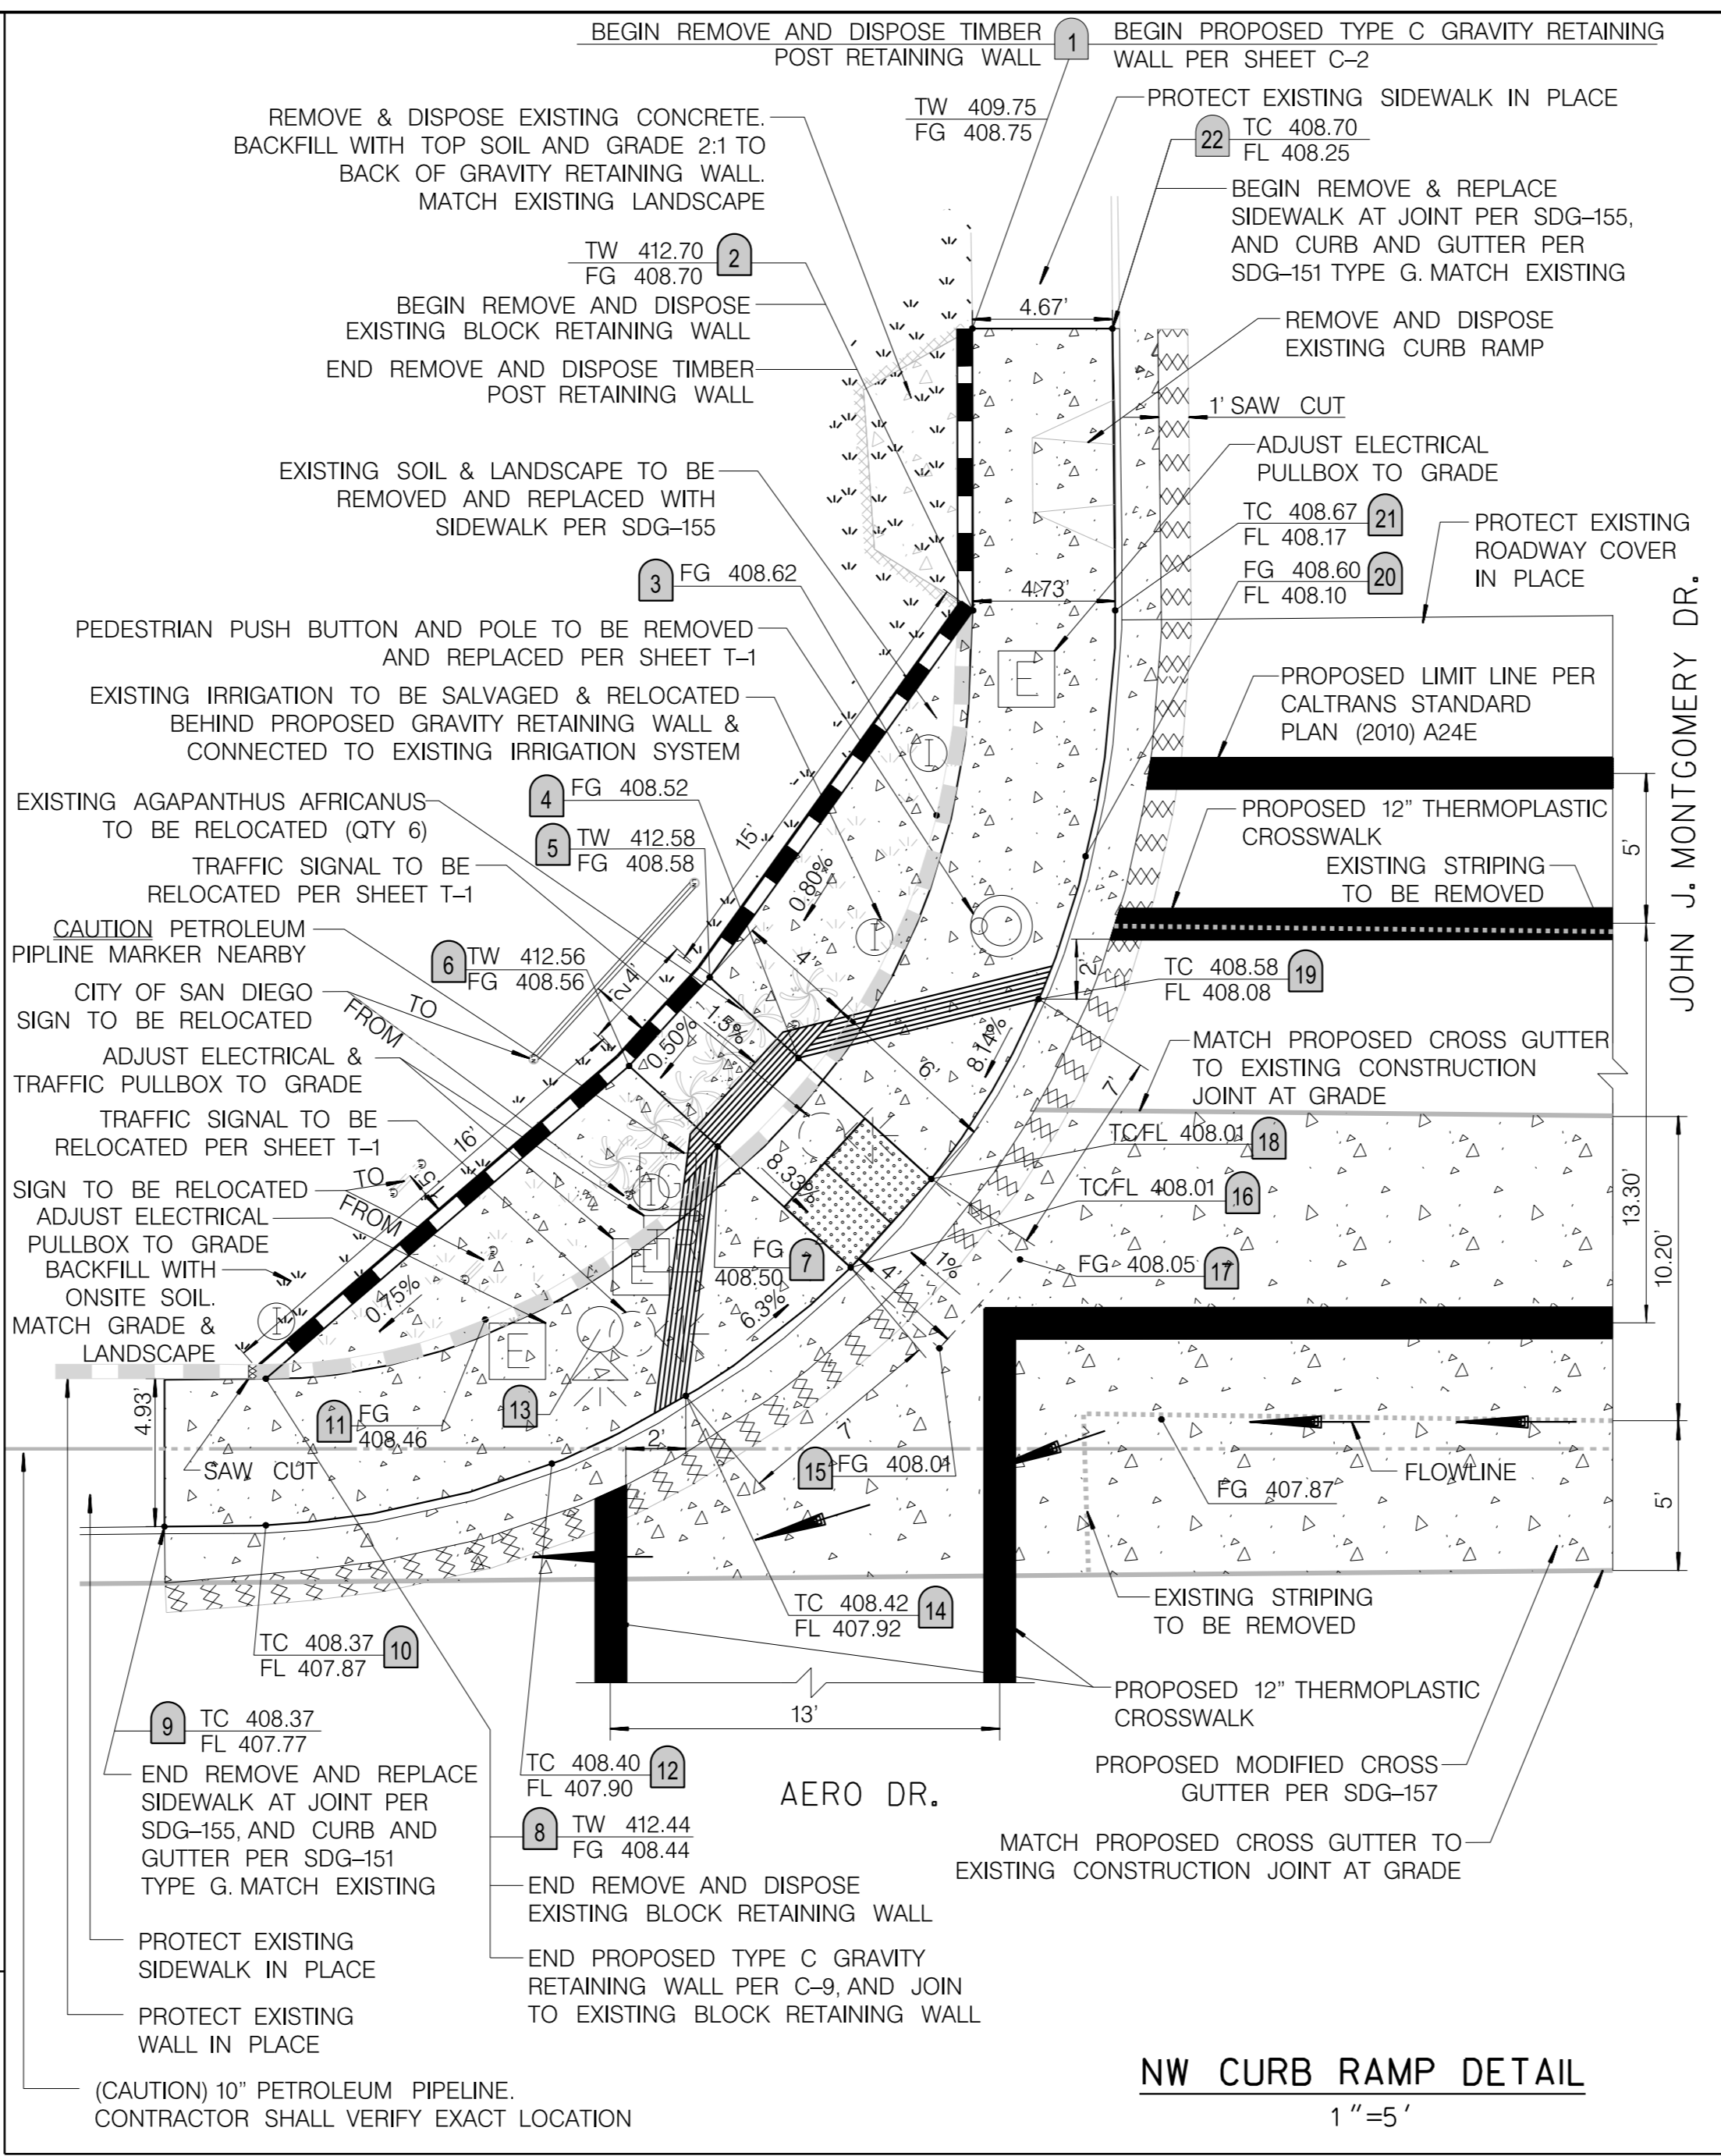 BEGIN REMOVE AND DISPOSE TIMBER
POST RETAINING WALL
1
BEGIN PROPOSED TYPE C GRAVITY RETAINING
WALL PER SHEET C–2
TW 409.75
FG 408.75
PROTECT EXISTING SIDEWALK IN PLACE
22
TC 408.70
FL 408.25
REMOVE & DISPOSE EXISTING CONCRETE.
BACKFILL WITH TOP SOIL AND GRADE 2:1 TO
BACK OF GRAVITY RETAINING WALL.
MATCH EXISTING LANDSCAPE
BEGIN REMOVE & REPLACE
SIDEWALK AT JOINT PER SDG–155,
AND CURB AND GUTTER PER
SDG–151 TYPE G. MATCH EXISTING
TW 412.70
FG 408.70
2
BEGIN REMOVE AND DISPOSE
EXISTING BLOCK RETAINING WALL
4.67'
REMOVE AND DISPOSE
EXISTING CURB RAMP
END REMOVE AND DISPOSE TIMBER
POST RETAINING WALL
1' SAW CUT
ADJUST ELECTRICAL
PULLBOX TO GRADE
EXISTING SOIL & LANDSCAPE TO BE
REMOVED AND REPLACED WITH
SIDEWALK PER SDG–155
TC 408.67
FL 408.17
21
PROTECT EXISTING
ROADWAY COVER
IN PLACE
FG 408.60
FL 408.10
20
3
FG 408.62
4.73'
JOHN J. MONTGOMERY DR.
PEDESTRIAN PUSH BUTTON AND POLE TO BE REMOVED
AND REPLACED PER SHEET T–1
E
PROPOSED LIMIT LINE PER
CALTRANS STANDARD
PLAN (2010) A24E
EXISTING IRRIGATION TO BE SALVAGED & RELOCATED
BEHIND PROPOSED GRAVITY RETAINING WALL &
CONNECTED TO EXISTING IRRIGATION SYSTEM
I
4
FG 408.52
EXISTING AGAPANTHUS AFRICANUS
TO BE RELOCATED (QTY 6)
5
TW 412.58
FG 408.58
15'
0.80%
PROPOSED 12" THERMOPLASTIC
CROSSWALK
5'
EXISTING STRIPING
TO BE REMOVED
TRAFFIC SIGNAL TO BE
RELOCATED PER SHEET T–1
I
CAUTION PETROLEUM
PIPLINE MARKER NEARBY
6
TW 412.56
FG 408.56
4'
2'
TC 408.58
FL 408.08
19
CITY OF SAN DIEGO
SIGN TO BE RELOCATED
TO
FROM
2.4'
1.5%
0.50%
6'
8.14%
7'
MATCH PROPOSED CROSS GUTTER
TO EXISTING CONSTRUCTION
JOINT AT GRADE
ADJUST ELECTRICAL &
TRAFFIC PULLBOX TO GRADE
TRAFFIC SIGNAL TO BE
RELOCATED PER SHEET T–1
16'
TC/FL 408.01
18
SIGN TO BE RELOCATED
TO
FROM
1.5'
8.33%
TC/FL 408.01
16
13.30'
10.20'
ADJUST ELECTRICAL
PULLBOX TO GRADE
E
FG
408.50
7
4'
1%
FG 408.05
17
BACKFILL WITH
ONSITE SOIL.
MATCH GRADE &
LANDSCAPE
I
0.75%
6.3%
E
4.93'
11
FG
408.46
13
7'
2'
15
FG 408.01
SAW CUT
FLOWLINE
FG 407.87
5'
TC 408.42
FL 407.92
14
EXISTING STRIPING
TO BE REMOVED
TC 408.37
FL 407.87
10
PROPOSED 12" THERMOPLASTIC
CROSSWALK
9
TC 408.37
FL 407.77
13'
TC 408.40
FL 407.90
12
AERO DR.
PROPOSED MODIFIED CROSS
GUTTER PER SDG–157
END REMOVE AND REPLACE
SIDEWALK AT JOINT PER
SDG–155, AND CURB AND
GUTTER PER SDG–151
TYPE G. MATCH EXISTING
8
TW 412.44
FG 408.44
MATCH PROPOSED CROSS GUTTER TO
EXISTING CONSTRUCTION JOINT AT GRADE
END REMOVE AND DISPOSE
EXISTING BLOCK RETAINING WALL
PROTECT EXISTING
SIDEWALK IN PLACE
END PROPOSED TYPE C GRAVITY
RETAINING WALL PER C–9, AND JOIN
TO EXISTING BLOCK RETAINING WALL
PROTECT EXISTING
WALL IN PLACE
(CAUTION) 10" PETROLEUM PIPELINE.
CONTRACTOR SHALL VERIFY EXACT LOCATION
NW CURB RAMP DETAIL
1"=5'